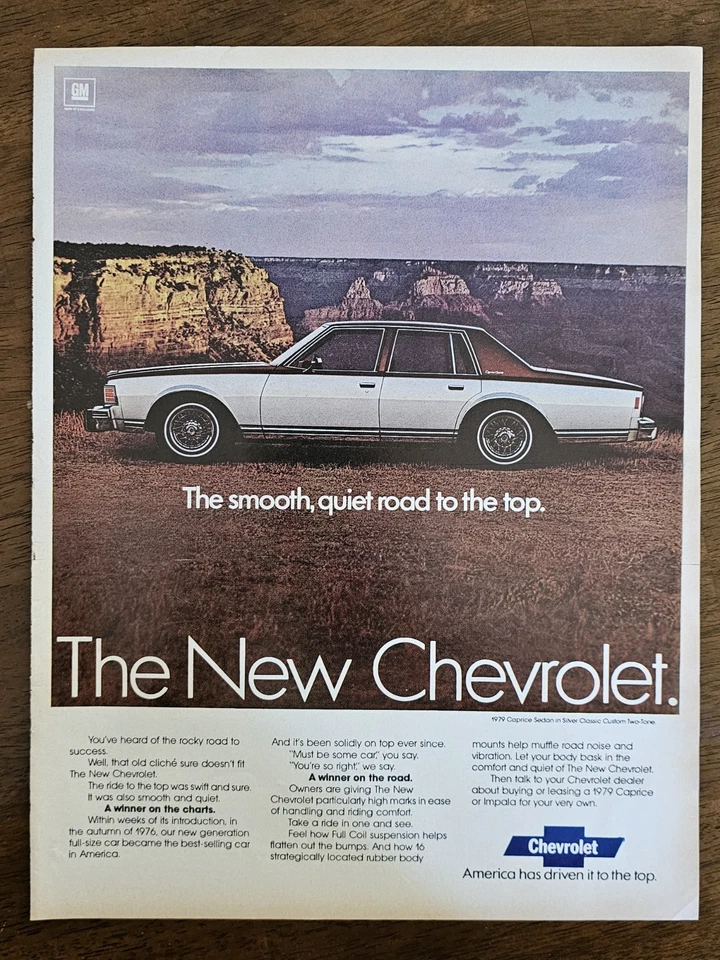 GM
The smooth, quiet road to the top.
The New Chevrolet.
1979 Caprice Sedan in Silver Classic Custom Two-Tone.
You've heard of the rocky road to
success.
Well, that old cliché sure doesn't fit
The New Chevrolet.
The ride to the top was swift and sure.
It was also smooth and quiet.
A winner on the charts.
Within weeks of its introduction, in
the autumn of 1976, our new generation
full-size car became the best-selling car
in America.
And it's been solidly on top ever since.
"Must be some car," you say.
"You're so right," we say.
A winner on the road.
Owners are giving The New
Chevrolet particularly high marks in ease
of handling and riding comfort.
Take a ride in one and see.
Feel how Full Coil suspension helps
flatten out the bumps. And how 16
strategically located rubber body
mounts help muffle road noise and
vibration. Let your body bask in the
comfort and quiet of The New Chevrolet.
Then talk to your Chevrolet dealer
about buying or leasing a 1979 Caprice
or Impala for your very own.
Chevrolet
America has driven it to the top.